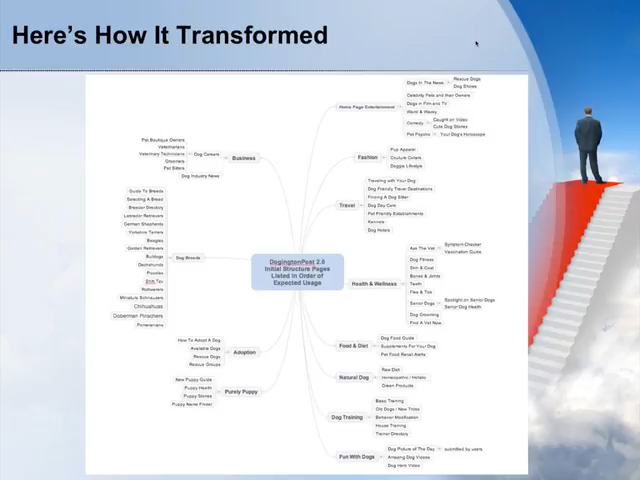 Here's How It Transformed
DogingtonPost 2.0
Initial Structure Pages
Listed in Order of
Expected Usage
Home Page Entertainment
Dogs In The News
Rescue Dogs
Dog Shows
Celebrity Pets and their Owners
Dogs in Film and TV
Weird & Wacky
Comedy
Caught on Video
Cute Dog Stories
Pet Psychic
Your Dog's Horoscope
Fashion
Pup Apparel
Couture Collars
Doggie Lifestyle
Travel
Traveling with Your Dog
Dog Friendly Travel Destinations
Finding A Dog Sitter
Dog Day Care
Pet Friendly Establishments
Kennels
Dog Hotels
Health & Wellness
Ask The Vet
Symptom Checker
Vaccination Guide
Dog Fitness
Skin & Coat
Bones & Joints
Teeth
Flea & Tick
Senior Dogs
Spotlight on Senior Dogs
Senior Dog Health
Dog Grooming
Find A Vet Now
Food & Diet
Dog Food Guide
Supplements For Your Dog
Pet Food Recall Alerts
Natural Dog
Raw Diet
Homeopathic / Holistic
Green Products
Dog Training
Basic Training
Old Dogs / New Tricks
Behavior Modification
House Training
Trainer Directory
Fun With Dogs
Dog Picture of The Day
submitted by users
Amazing Dog Videos
Dog Hero Video
Business
Dog Careers
Pet Boutique Owners
Veterinarians
Veterinary Technicians
Groomers
Pet Sitters
Dog Industry News
Dog Breeds
Guide To Breeds
Selecting A Breed
Breeder Directory
Labrador Retrievers
German Shepherds
Yorkshire Terriers
Beagles
Golden Retrievers
Bulldogs
Dachshunds
Poodles
Shih Tzu
Rottweilers
Miniature Schnauzers
Chihuahuas
Doberman Pinschers
Pomeranians
Adoption
How To Adopt A Dog
Available Dogs
Rescue Dogs
Rescue Groups
Purely Puppy
New Puppy Guide
Puppy Health
Puppy Stories
Puppy Name Finder